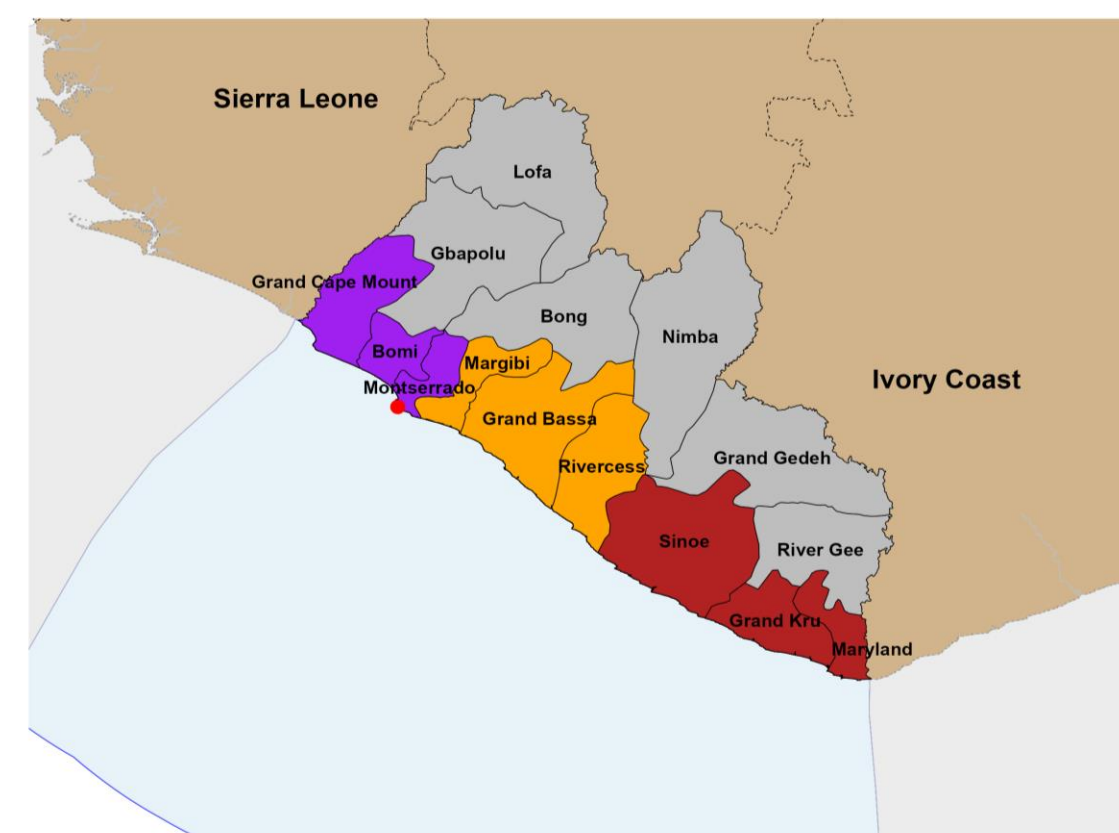 Sierra Leone
Lofa
Gbapolu
Grand Cape Mount
Bong
Nimba
Bomi
Margibi
Ivory Coast
Montserrado
Grand Bassa
Grand Gedeh
Rivercess
Sinoe
River Gee
Grand Kru
Maryland